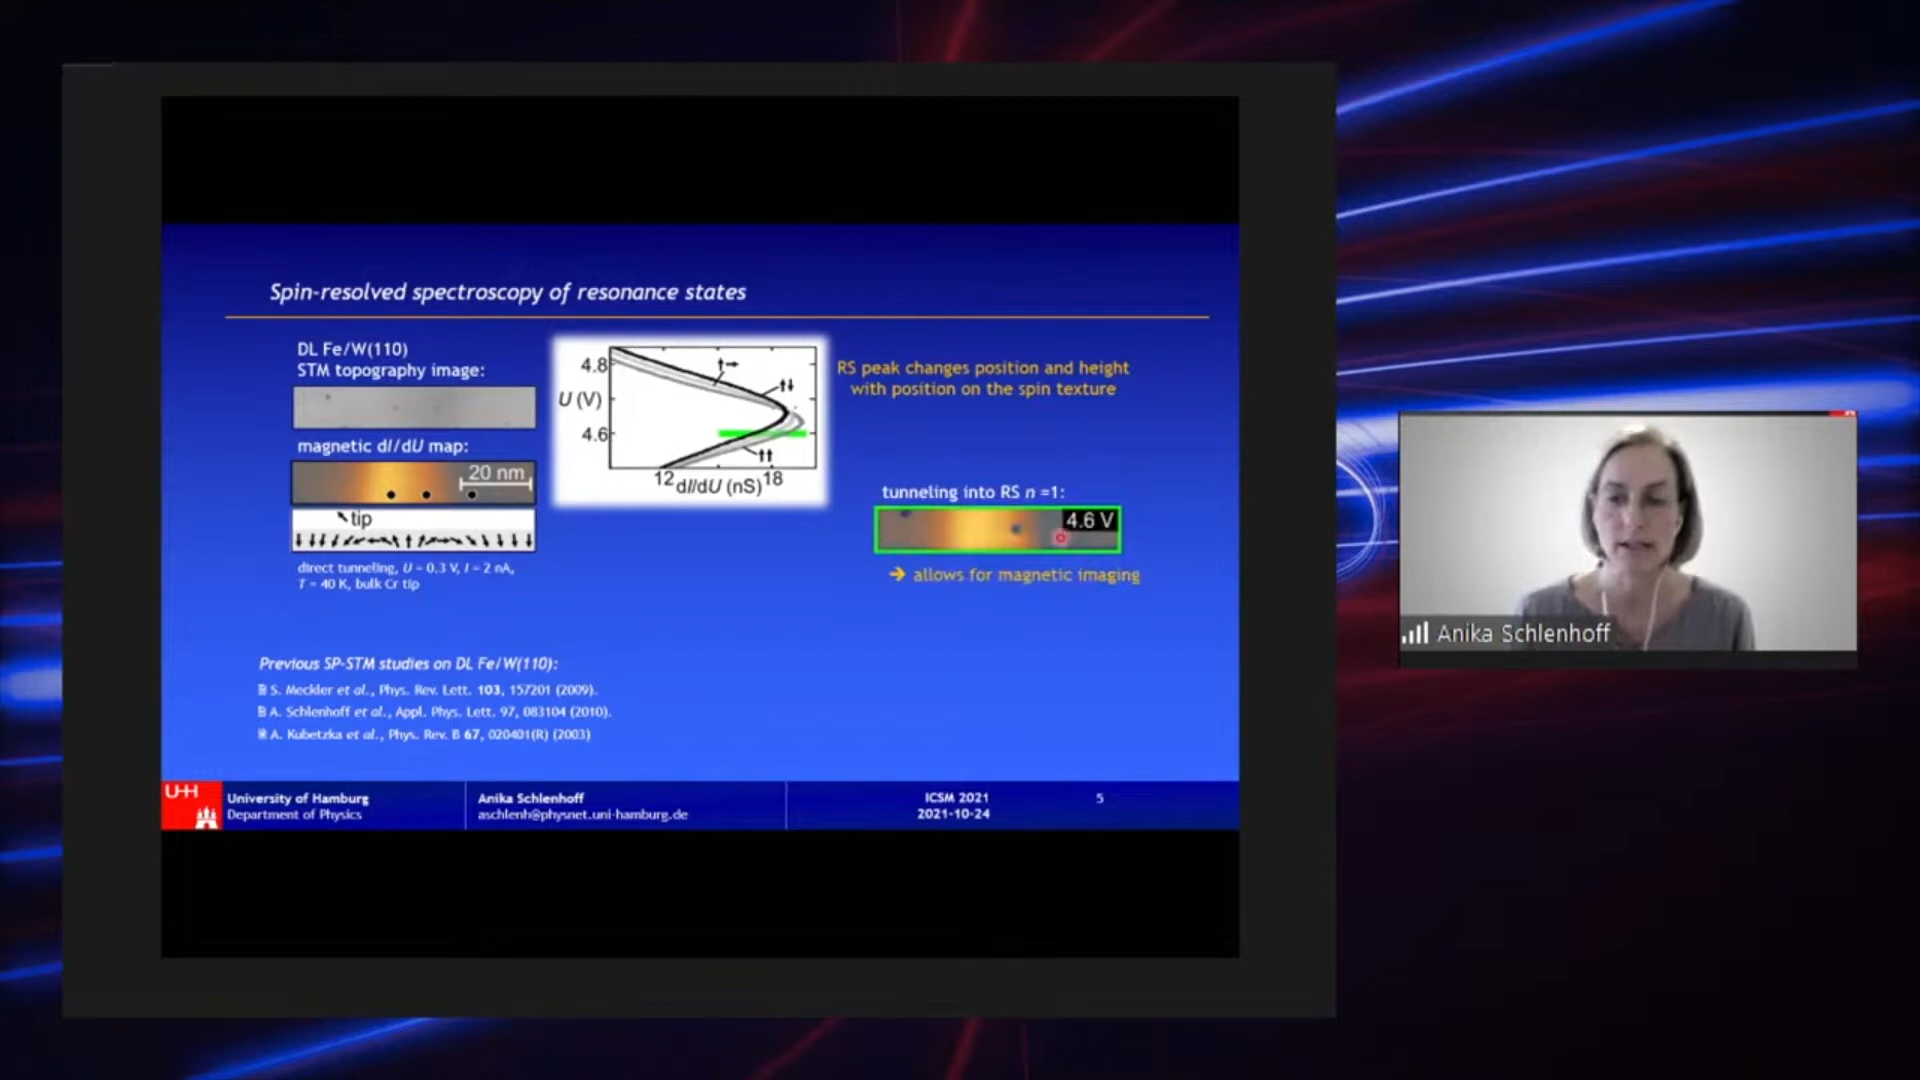 Spin-resolved spectroscopy of resonance states
DL Fe/W(110)
STM topography image:
magnetic dI/dU map:
20 nm
tip
direct tunneling, U = 0.3 V, I = 2 nA,
T = 40 K, bulk Cr tip
4.8
U (V)
4.6
↑→
↑↓
↑↑
12
dI/dU (nS)
18
RS peak changes position and height
with position on the spin texture
tunneling into RS n =1:
4.6 V
→ allows for magnetic imaging
Previous SP-STM studies on DL Fe/W(110):
S. Meckler et al., Phys. Rev. Lett. 103, 157201 (2009).
A. Schlenhoff et al., Appl. Phys. Lett. 97, 083104 (2010).
A. Kubetzka et al., Phys. Rev. B 67, 020401(R) (2003)
UHH
University of Hamburg
Department of Physics
Anika Schlenhoff
aschlenh@physnet.uni-hamburg.de
ICSM 2021
2021-10-24
5
Anika Schlenhoff